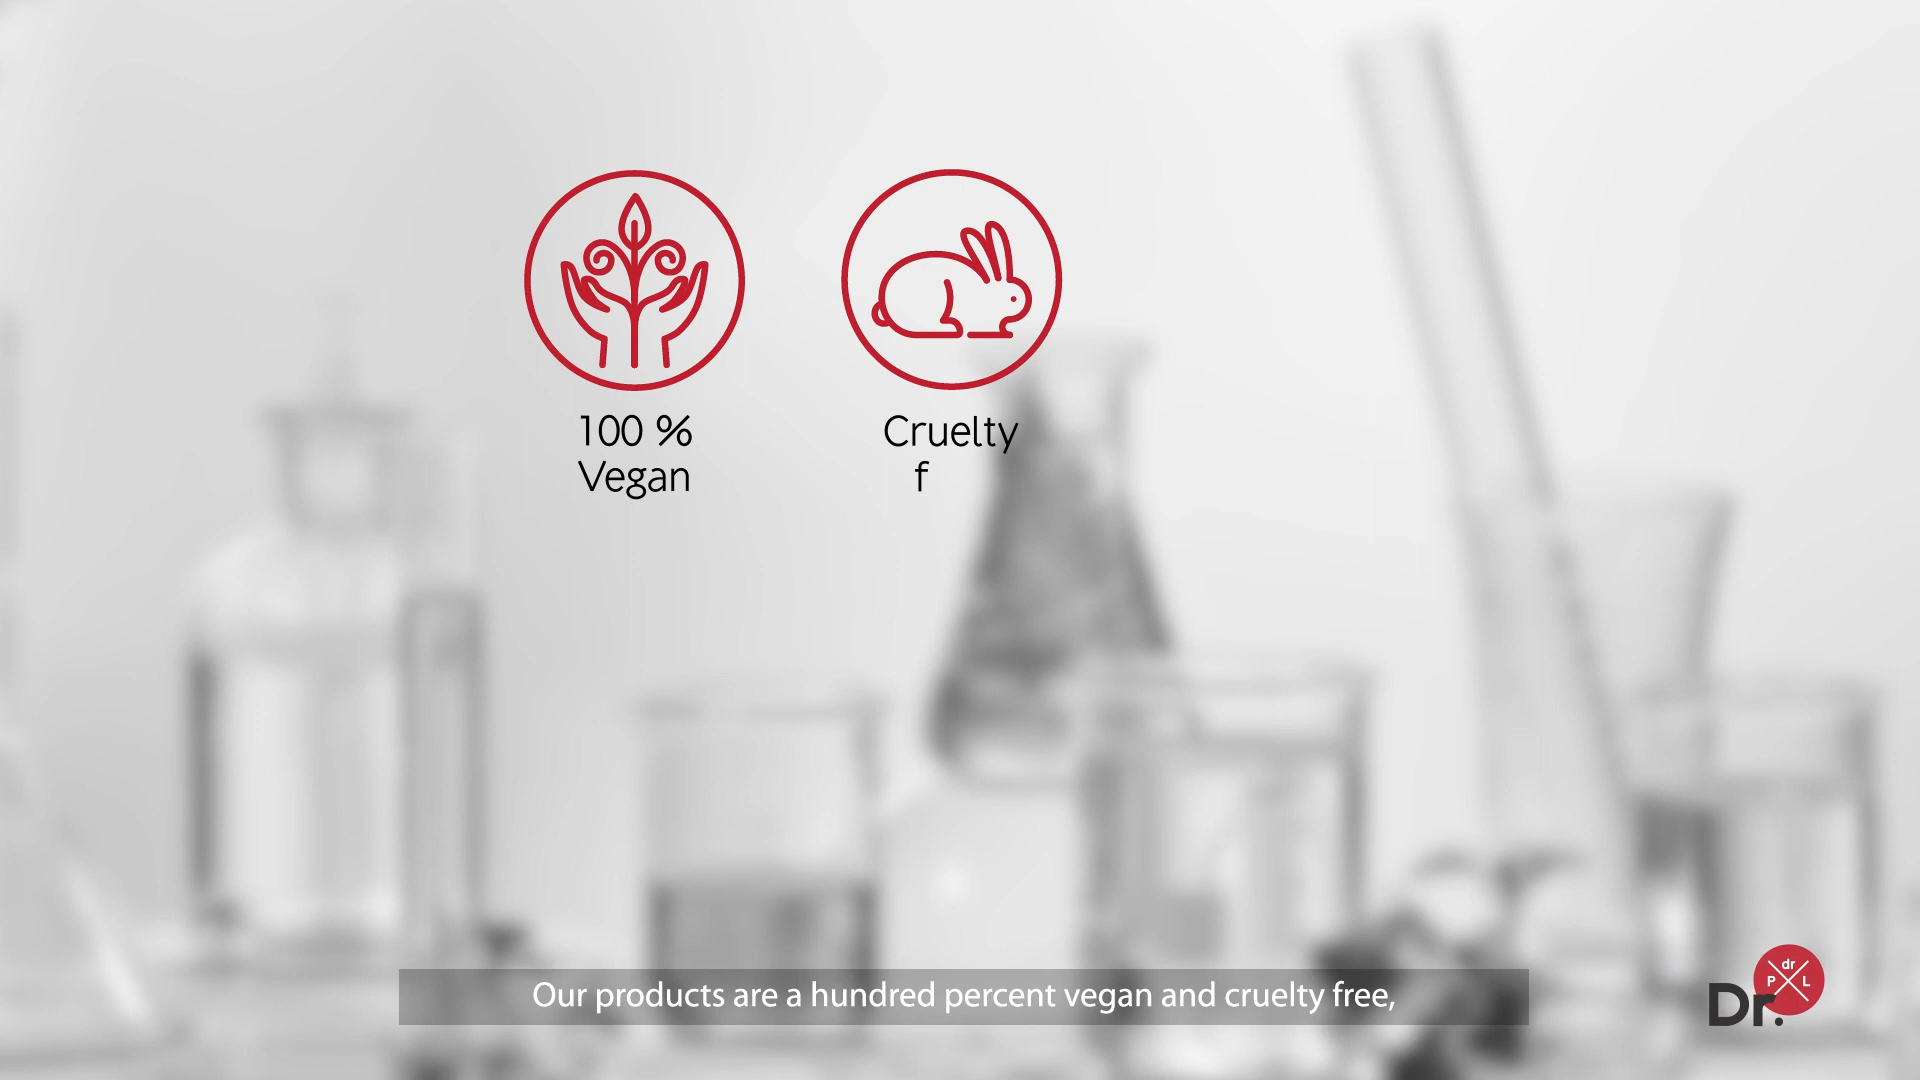 100 %
Vegan
Cruelty
f
Our products are a hundred percent vegan and cruelty free,
dr
P L
Dr.